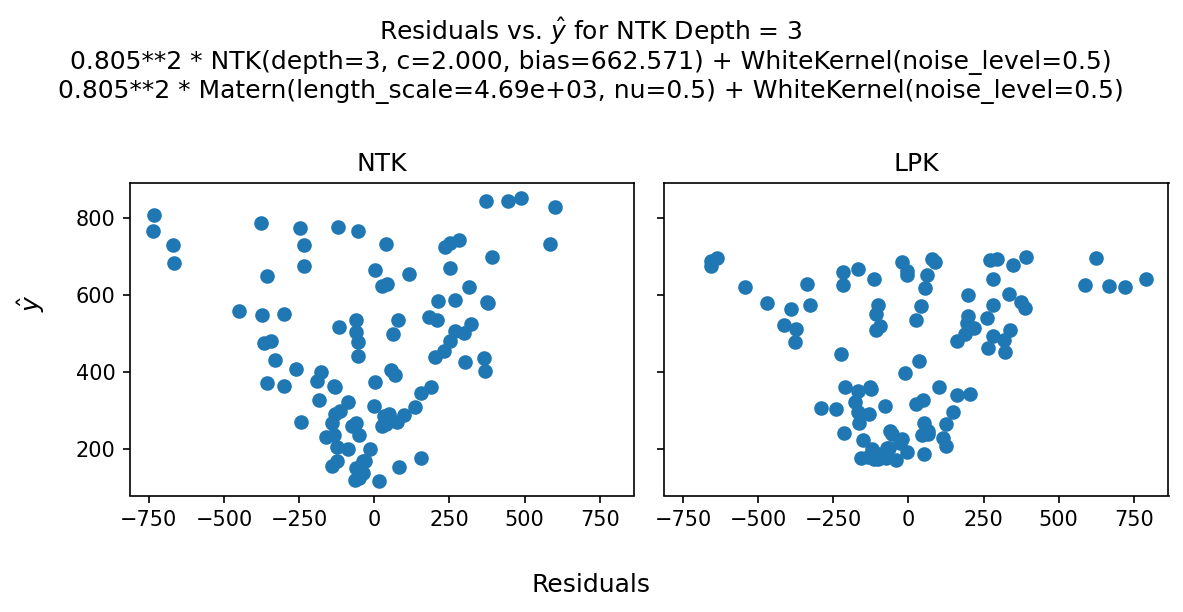 Residuals vs. ŷ for NTK Depth = 3
0.805**2 * NTK(depth=3, c=2.000, bias=662.571) + WhiteKernel(noise_level=0.5)
0.805**2 * Matern(length_scale=4.69e+03, nu=0.5) + WhiteKernel(noise_level=0.5)
NTK
LPK
ŷ
800
600
400
200
−750 −500 −250 0 250 500 750
−750 −500 −250 0 250 500 750
Residuals